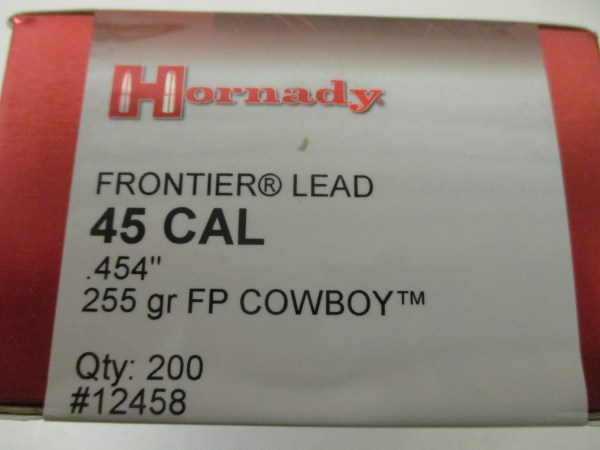 Hornady
FRONTIER® LEAD
45 CAL
.454"
255 gr FP COWBOY™
Qty: 200
#12458